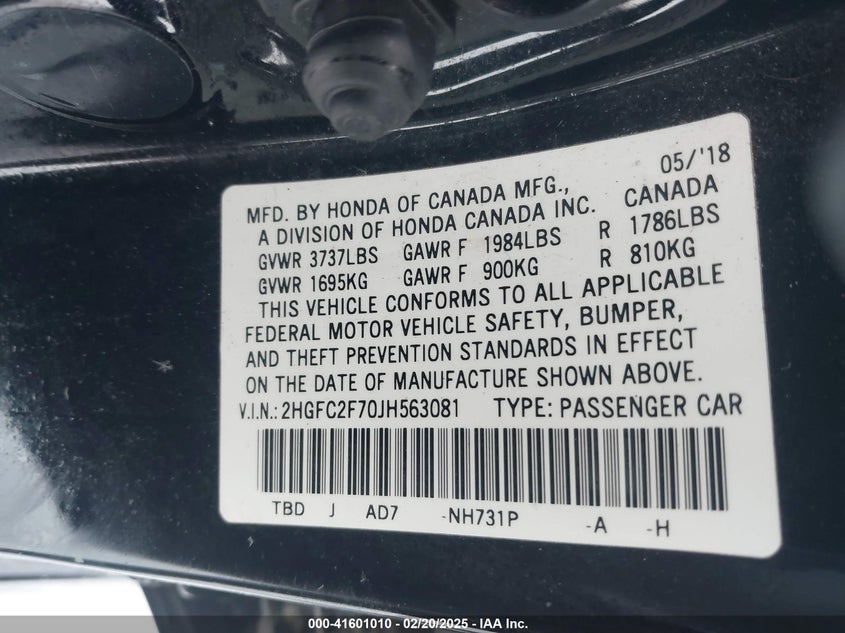 05/'18
MFD. BY HONDA OF CANADA MFG., CANADA
A DIVISION OF HONDA CANADA INC.
GVWR 3737LBS GAWR F 1984LBS R 1786LBS
GVWR 1695KG GAWR F 900KG R 810KG
THIS VEHICLE CONFORMS TO ALL APPLICABLE
FEDERAL MOTOR VEHICLE SAFETY, BUMPER,
AND THEFT PREVENTION STANDARDS IN EFFECT
ON THE DATE OF MANUFACTURE SHOWN ABOVE.
V.I.N.: 2HGFC2F70JH563081 TYPE: PASSENGER CAR
TBD J AD7 -NH731P -A -H
000-41601010 - 02/20/2025 - IAA Inc.